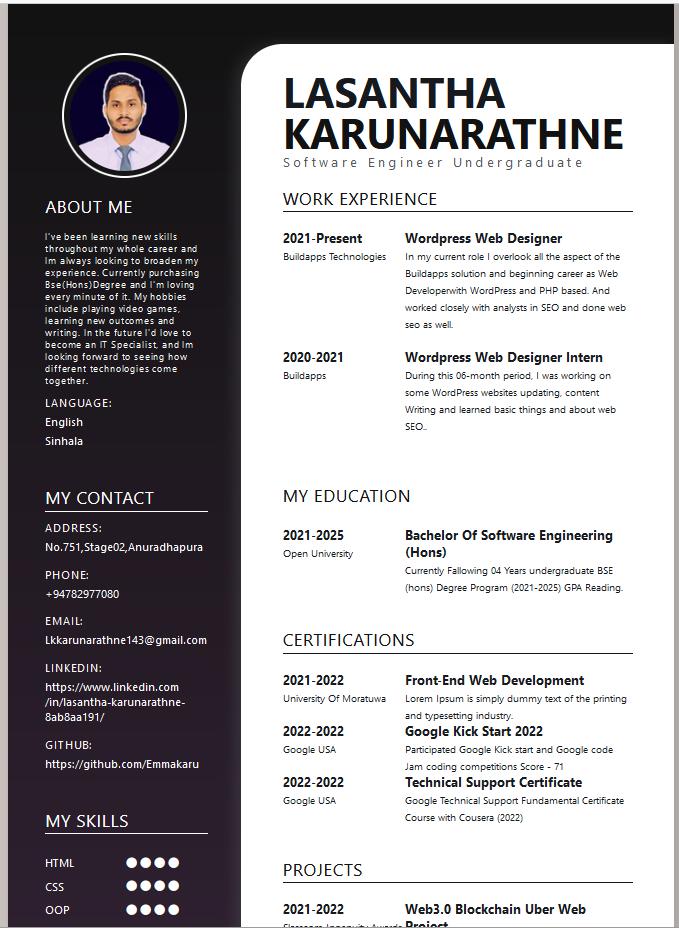 LASANTHA
KARUNARATHNE
Software Engineer Undergraduate
ABOUT ME
I've been learning new skills
throughout my whole career and
Im always looking to broaden my
experience. Currently purchasing
Bse(Hons)Degree and I'm loving
every minute of it. My hobbies
include playing video games,
learning new outcomes and
writing. In the future I'd love to
become an IT Specialist, and Im
looking forward to seeing how
different technologies come
together.
LANGUAGE:
English
Sinhala
MY CONTACT
ADDRESS:
No.751,Stage02,Anuradhapura
PHONE:
+94782977080
EMAIL:
Lkkarunarathne143@gmail.com
LINKEDIN:
https://www.linkedin.com
/in/lasantha-karunarathne-
8ab8aa191/
GITHUB:
https://github.com/Emmakaru
MY SKILLS
HTML
CSS
OOP
WORK EXPERIENCE
2021-Present
Buildapps Technologies
Wordpress Web Designer
In my current role I overlook all the aspect of the
Buildapps solution and beginning career as Web
Developerwith WordPress and PHP based. And
worked closely with analysts in SEO and done web
seo as well.
2020-2021
Buildapps
Wordpress Web Designer Intern
During this 06-month period, I was working on
some WordPress websites updating, content
Writing and learned basic things and about web
SEO..
MY EDUCATION
2021-2025
Open University
Bachelor Of Software Engineering
(Hons)
Currently Fallowing 04 Years undergraduate BSE
(hons) Degree Program (2021-2025) GPA Reading.
CERTIFICATIONS
2021-2022
University Of Moratuwa
Front-End Web Development
Lorem Ipsum is simply dummy text of the printing
and typesetting industry.
2022-2022
Google USA
Google Kick Start 2022
Participated Google Kick start and Google code
Jam coding competitions Score - 71
2022-2022
Google USA
Technical Support Certificate
Google Technical Support Fundamental Certificate
Course with Cousera (2022)
PROJECTS
2021-2022
Web3.0 Blockchain Uber Web
Project